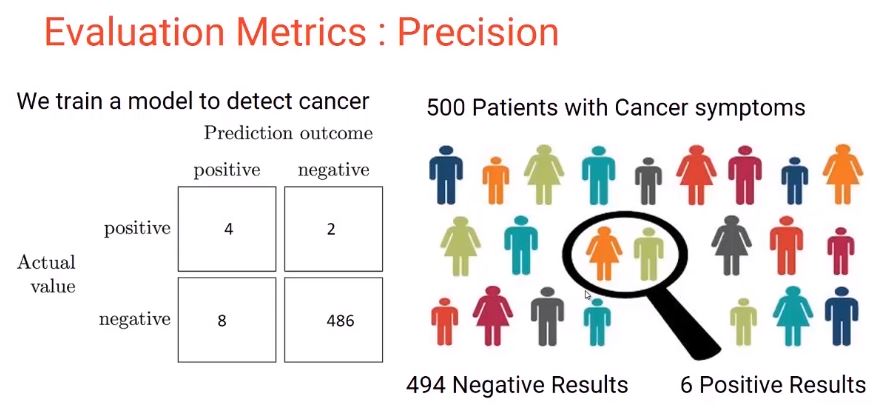 Evaluation Metrics : Precision
We train a model to detect cancer
Prediction outcome
positive negative
positive 4 2
Actual
value
negative 8 486
500 Patients with Cancer symptoms
494 Negative Results 6 Positive Results